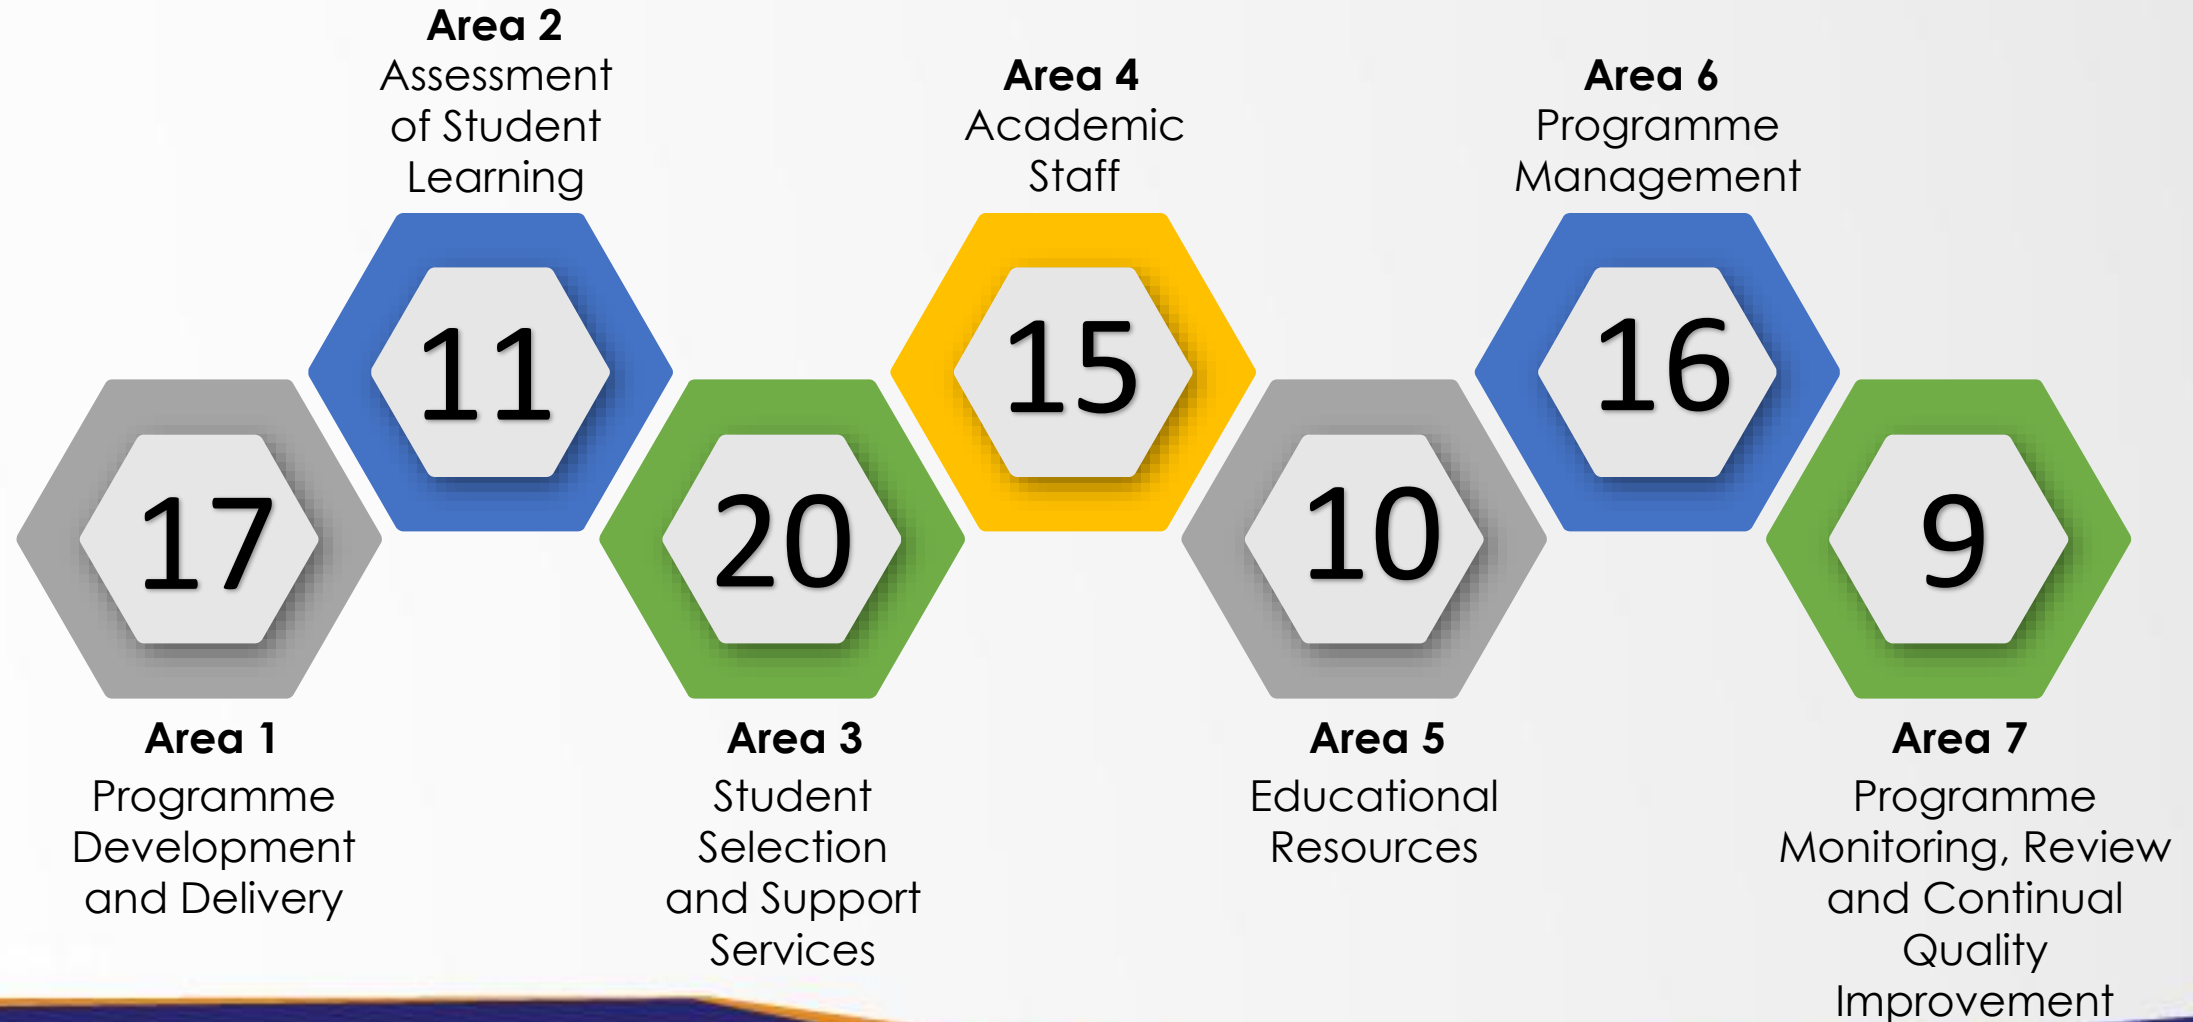 Area 1
Programme
Development
and Delivery
17
Area 2
Assessment
of Student
Learning
11
Area 3
Student
Selection
and Support
Services
20
Area 4
Academic
Staff
15
Area 5
Educational
Resources
10
Area 6
Programme
Management
16
Area 7
Programme
Monitoring, Review
and Continual
Quality
Improvement
9